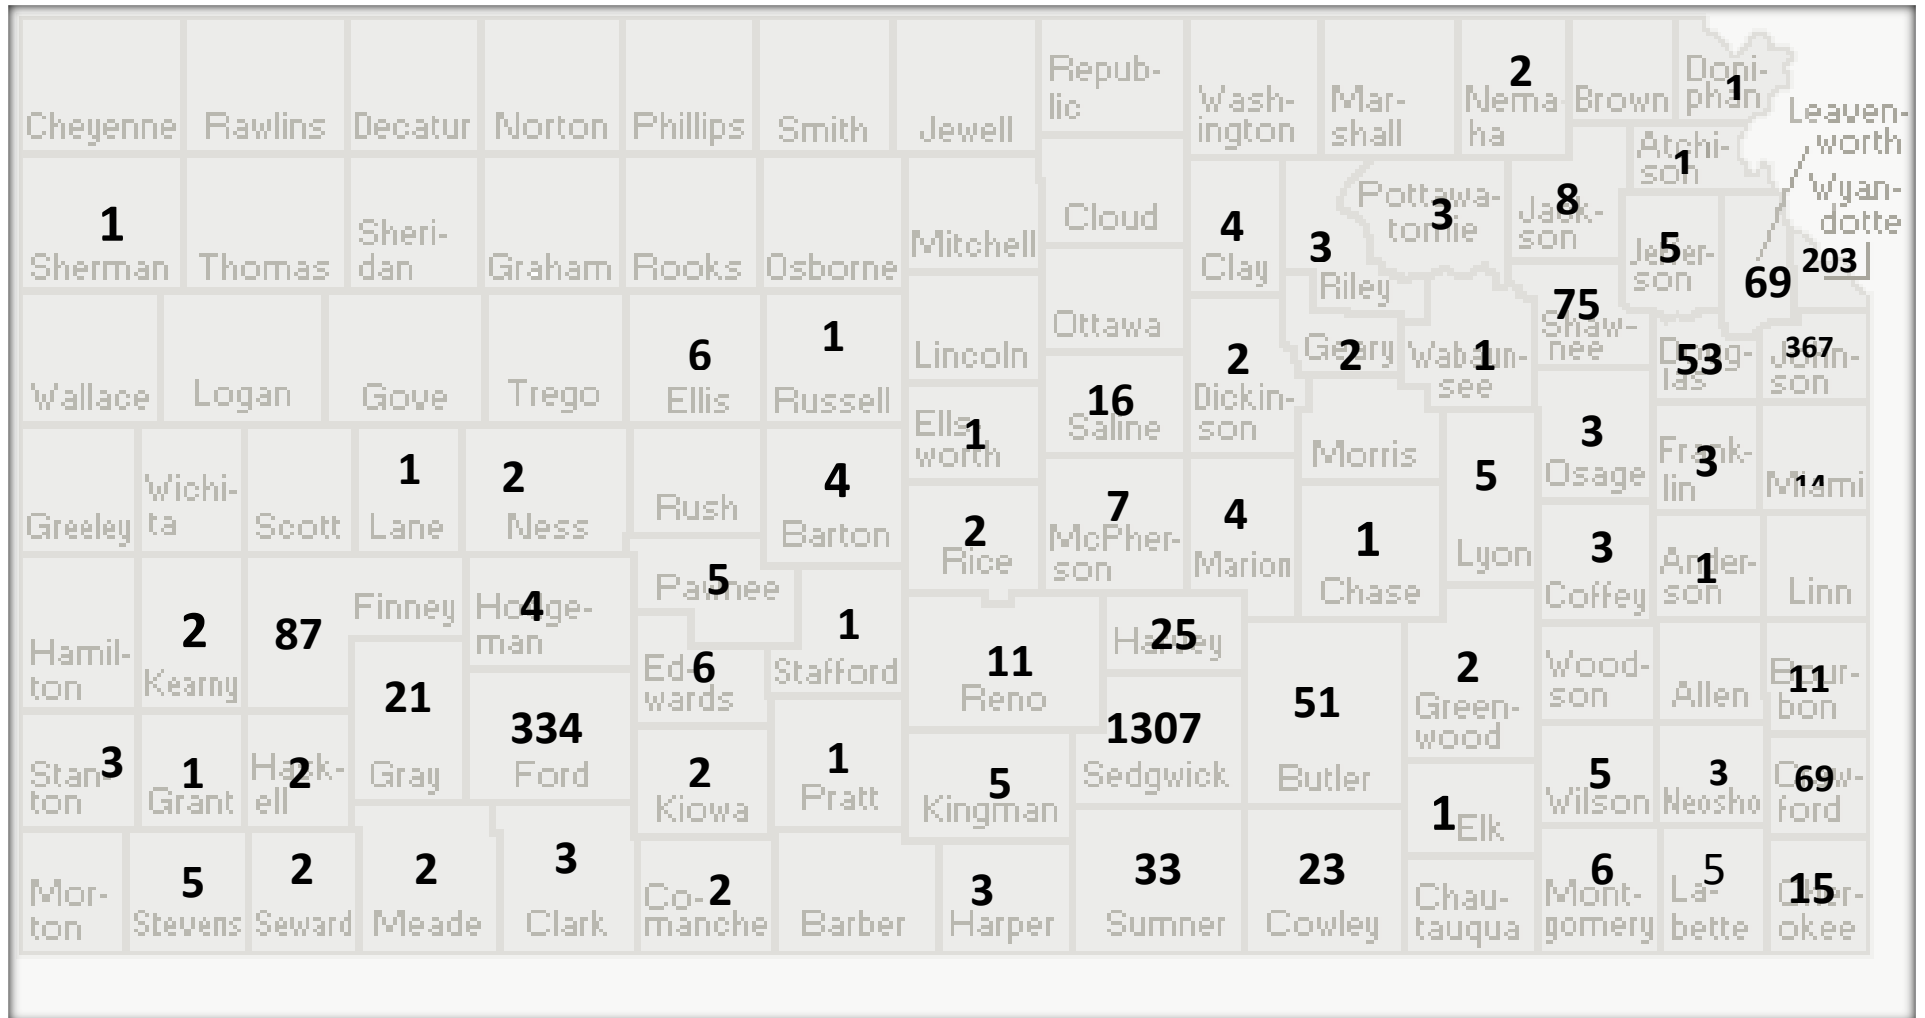 Cheyenne
Rawlins
Decatur
Norton
Phillips
Smith
Jewell
Repub-
lic
Wash-
ington
Mar-
shall
2
Nema
ha
Brown
Doni-
phan
1
Leaven-
worth
Wyan-
dotte
203
1
Sherman
Thomas
Sheri-
dan
Graham
Rooks
Osborne
Mitchell
Cloud
4
Clay
3
Riley
Pottawa-
tomie
3
8
Jack-
son
Atchi-
son
1
Jeffer-
son
5
69
Wallace
Logan
Gove
Trego
6
Ellis
1
Russell
Lincoln
Ottawa
2
Dickin-
son
Geary
2
Wabaun-
see
1
75
Shaw-
nee
Doug-
las
53
367
John-
son
Greeley
Wichi-
ta
Scott
1
Lane
2
Ness
Rush
4
Barton
Ells-
worth
1
16
Saline
Morris
5
Lyon
3
Osage
Frank-
lin
3
14
Miami
Hamil-
ton
2
Kearny
87
Finney
Hodge-
man
4
Pawnee
5
1
Stafford
2
Rice
7
McPher-
son
4
Marion
1
Chase
3
Coffey
Ander-
son
1
Linn
21
Gray
334
Ford
Ed-
wards
6
11
Reno
Harvey
25
1307
Sedgwick
51
Butler
2
Green-
wood
Wood-
son
Allen
Bour-
bon
11
Stan-
ton
3
1
Grant
Hask-
ell
2
2
Kiowa
1
Pratt
5
Kingman
1
Elk
5
Wilson
3
Neosho
Craw-
ford
69
Mor-
ton
5
Stevens
2
Seward
2
Meade
3
Clark
Co-
manche
2
Barber
3
Harper
33
Sumner
23
Cowley
Chau-
tauqua
6
Mont-
gomery
5
La-
bette
Cher-
okee
15